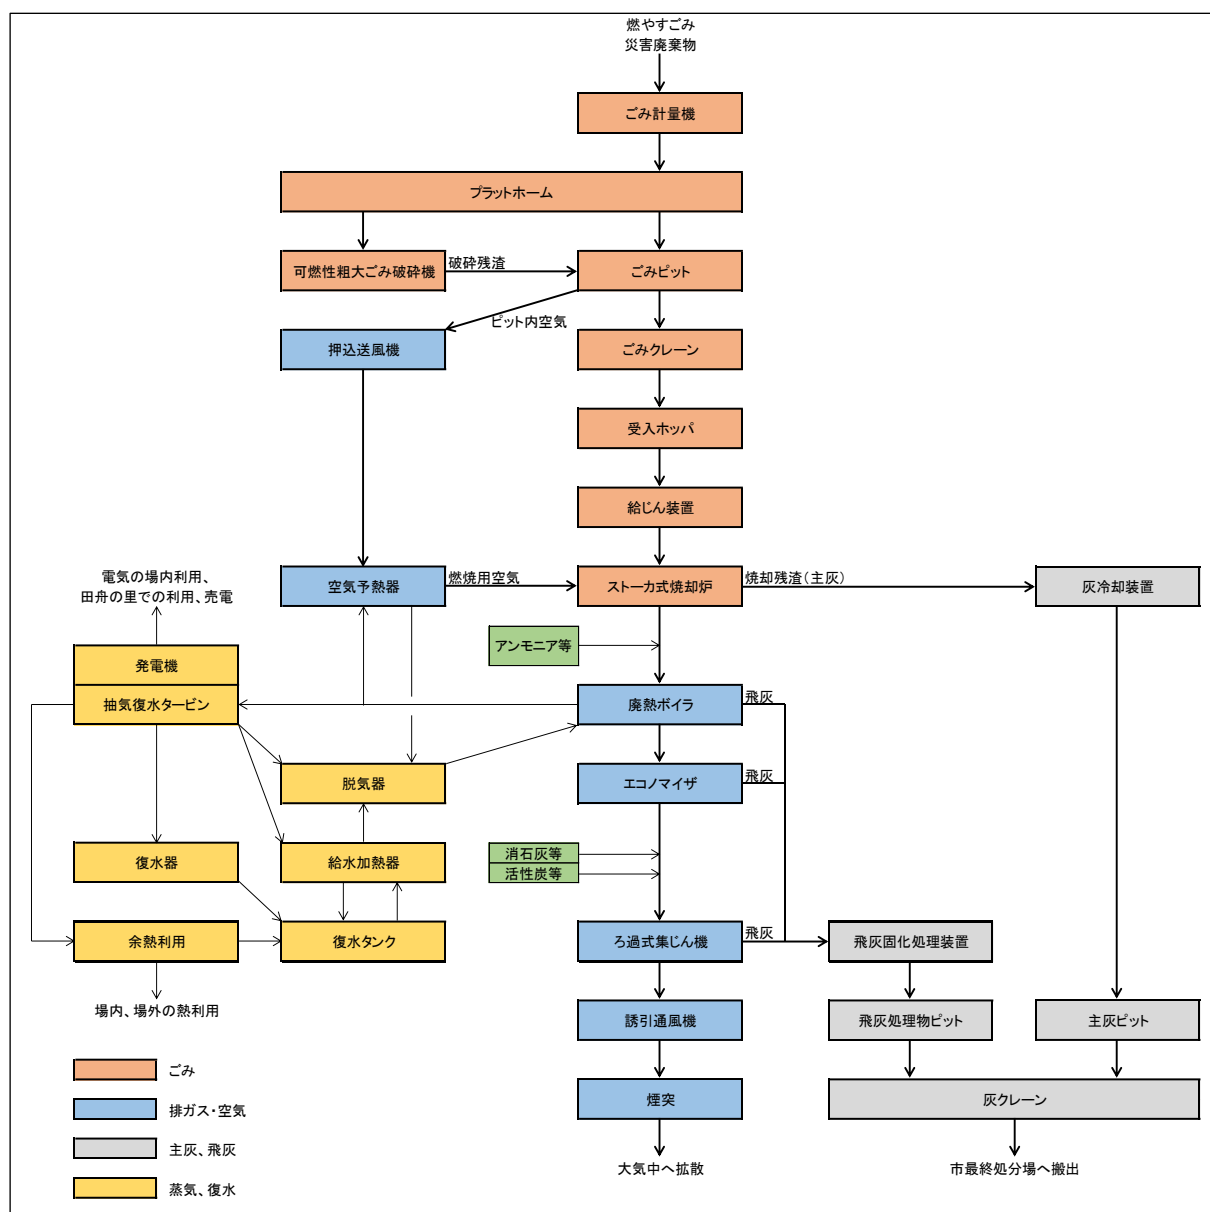 燃やすごみ
災害廃棄物
ごみ計量機
プラットホーム
可燃性粗大ごみ破砕機
破砕残渣
ごみピット
ピット内空気
押込送風機
ごみクレーン
受入ホッパ
給じん装置
空気予熱器
燃焼用空気
ストーカ式焼却炉
焼却残渣(主灰)
灰冷却装置
電気の場内利用、
田舟の里での利用、売電
アンモニア等
発電機
抽気復水タービン
廃熱ボイラ
飛灰
脱気器
エコノマイザ
飛灰
復水器
給水加熱器
消石灰等
活性炭等
余熱利用
復水タンク
ろ過式集じん機
飛灰
飛灰固化処理装置
場内、場外の熱利用
誘引通風機
飛灰処理物ピット
主灰ピット
ごみ
排ガス・空気
煙突
灰クレーン
主灰、飛灰
大気中へ拡散
市最終処分場へ搬出
蒸気、復水